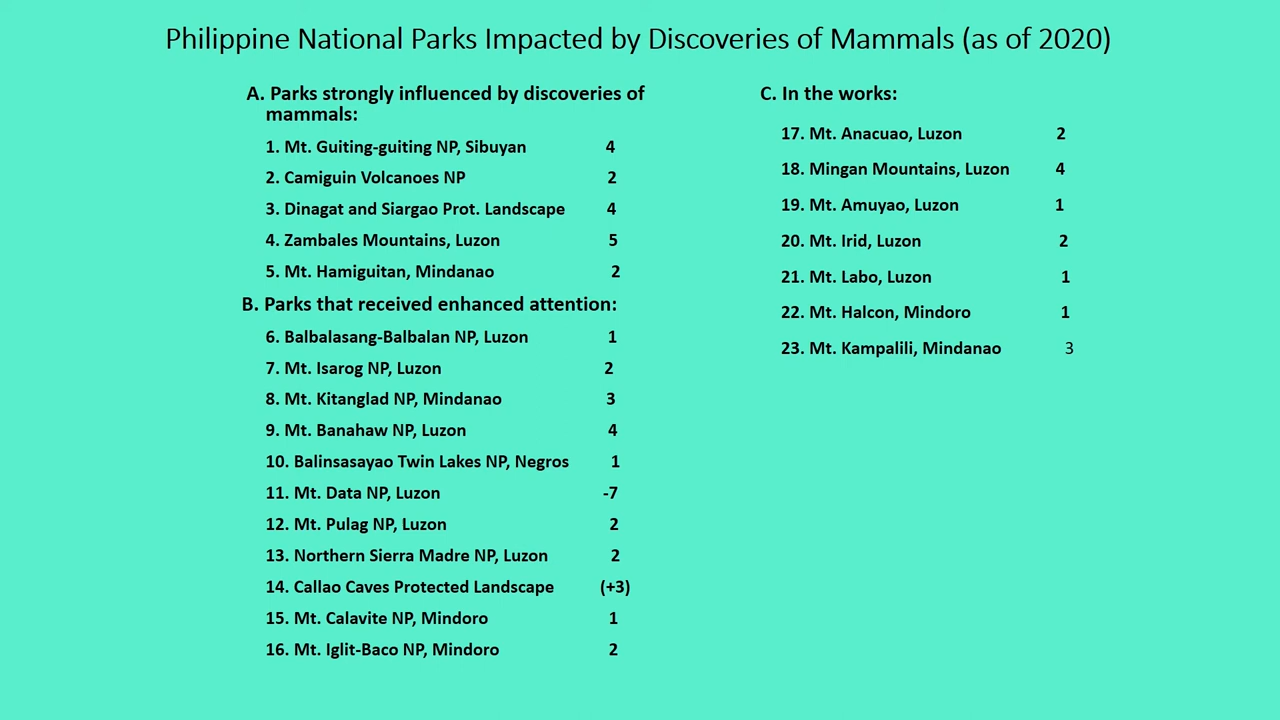 Philippine National Parks Impacted by Discoveries of Mammals (as of 2020)
A. Parks strongly influenced by discoveries of
mammals:
1. Mt. Guiting-guiting NP, Sibuyan 4
2. Camiguin Volcanoes NP 2
3. Dinagat and Siargao Prot. Landscape 4
4. Zambales Mountains, Luzon 5
5. Mt. Hamiguitan, Mindanao 2
B. Parks that received enhanced attention:
6. Balbalasang-Balbalan NP, Luzon 1
7. Mt. Isarog NP, Luzon 2
8. Mt. Kitanglad NP, Mindanao 3
9. Mt. Banahaw NP, Luzon 4
10. Balinsasayao Twin Lakes NP, Negros 1
11. Mt. Data NP, Luzon -7
12. Mt. Pulag NP, Luzon 2
13. Northern Sierra Madre NP, Luzon 2
14. Callao Caves Protected Landscape (+3)
15. Mt. Calavite NP, Mindoro 1
16. Mt. Iglit-Baco NP, Mindoro 2
C. In the works:
17. Mt. Anacuao, Luzon 2
18. Mingan Mountains, Luzon 4
19. Mt. Amuyao, Luzon 1
20. Mt. Irid, Luzon 2
21. Mt. Labo, Luzon 1
22. Mt. Halcon, Mindoro 1
23. Mt. Kampalili, Mindanao 3